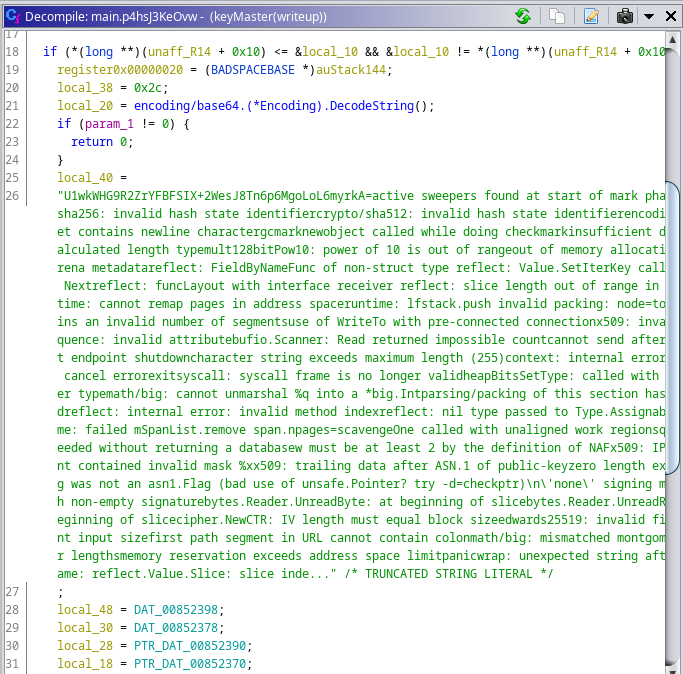 Decompile: main.p4hsJ3KeOvw - (keyMaster(writeup))
17
18 if (*(long **)(unaff_R14 + 0x10) <= &local_10 && &local_10 != *(long **)(unaff_R14 + 0x10
19 register0x00000020 = (BADSPACEBASE *)auStack144;
20 local_38 = 0x2c;
21 local_20 = encoding/base64.(*Encoding).DecodeString();
22 if (param_1 != 0) {
23 return 0;
24 }
25 local_40 =
26 "U1wkWHG9R2ZrYFBFSIX+2WesJ8Tn6p6MgoLoL6myrkA=active sweepers found at start of mark pha
sha256: invalid hash state identifiercrypto/sha512: invalid hash state identifierencodi
et contains newline charactergcmarknewobject called while doing checkmarkinsufficient d
alculated length typemult128bitPow10: power of 10 is out of rangeout of memory allocati
rena metadatareflect: FieldByNameFunc of non-struct type reflect: Value.SetIterKey call
Nextreflect: funcLayout with interface receiver reflect: slice length out of range in
time: cannot remap pages in address spaceruntime: lfstack.push invalid packing: node=to
ins an invalid number of segmentsuse of WriteTo with pre-connected connectionx509: inva
quence: invalid attributebufio.Scanner: Read returned impossible countcannot send after
t endpoint shutdowncharacter string exceeds maximum length (255)context: internal error
cancel errorexitsyscall: syscall frame is no longer validheapBitsSetType: called with
er typemath/big: cannot unmarshal %q into a *big.Intparsing/packing of this section has
dreflect: internal error: invalid method indexreflect: nil type passed to Type.Assignab
me: failed mSpanList.remove span.npages=scavengeOne called with unaligned work regionsq
eeded without returning a databasew must be at least 2 by the definition of NAFx509: IP
nt contained invalid mask %xx509: trailing data after ASN.1 of public-keyzero length ex
g was not an asn1.Flag (bad use of unsafe.Pointer? try -d=checkptr)\n\'none\' signing m
h non-empty signaturebytes.Reader.UnreadByte: at beginning of slicebytes.Reader.UnreadR
eginning of slicecipher.NewCTR: IV length must equal block sizeedwards25519: invalid fi
nt input sizefirst path segment in URL cannot contain colonmath/big: mismatched montgom
r lengthsmemory reservation exceeds address space limitpanicwrap: unexpected string aft
ame: reflect.Value.Slice: slice inde..." /* TRUNCATED STRING LITERAL */
27 ;
28 local_48 = DAT_00852398;
29 local_30 = DAT_00852378;
30 local_28 = PTR_DAT_00852390;
31 local_18 = PTR_DAT_00852370;